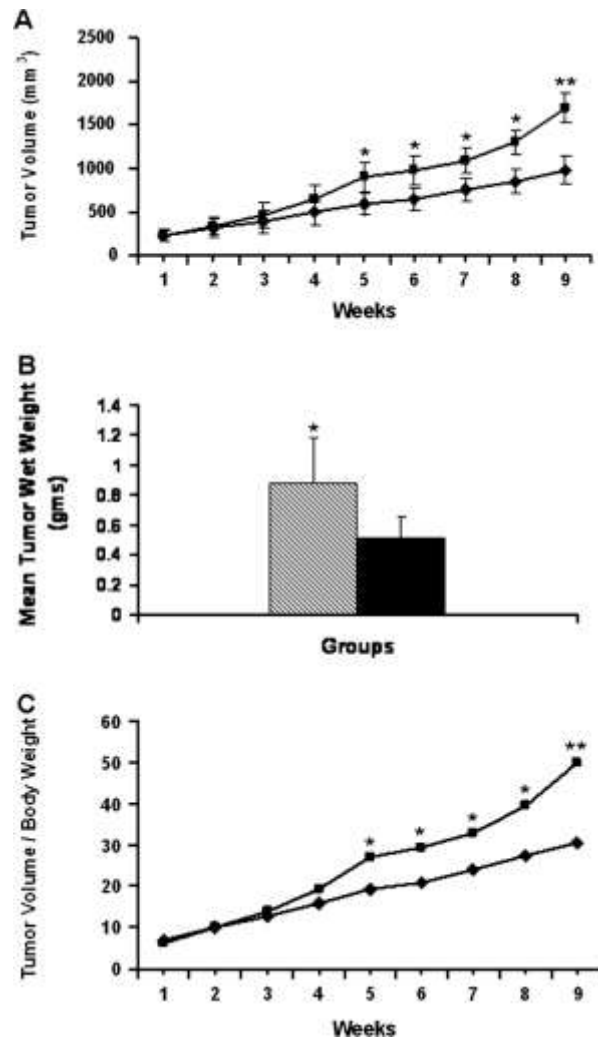 A
Tumor Volume (mm³)
2500
2000
1500
1000
500
0
* * * * **
1 2 3 4 5 6 7 8 9
Weeks
B
Mean Tumor Wet Weight
(gms)
1.4
1.2
1
0.8
0.6
0.4
0.2
0
*
Groups
C
Tumor Volume / Body Weight
60
50
40
30
20
10
0
* * * * **
1 2 3 4 5 6 7 8 9
Weeks